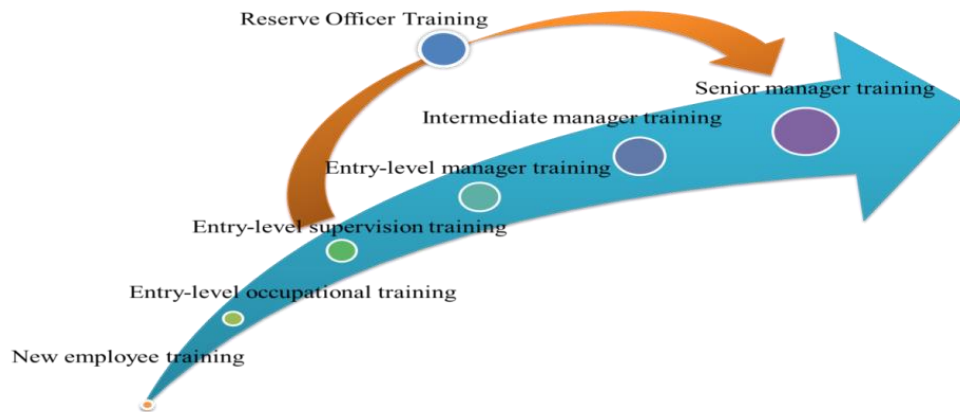 Reserve Officer Training
Senior manager training
Intermediate manager training
Entry-level manager training
Entry-level supervision training
Entry-level occupational training
New employee training